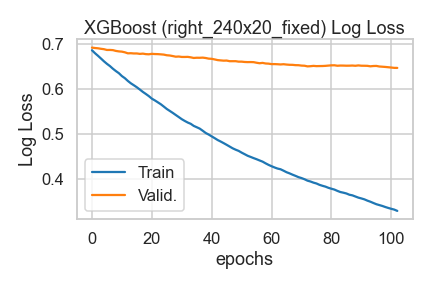 XGBoost (right_240x20_fixed) Log Loss
0.7
0.6
0.5
0.4
Log Loss
Train
Valid.
0 20 40 60 80 100
epochs